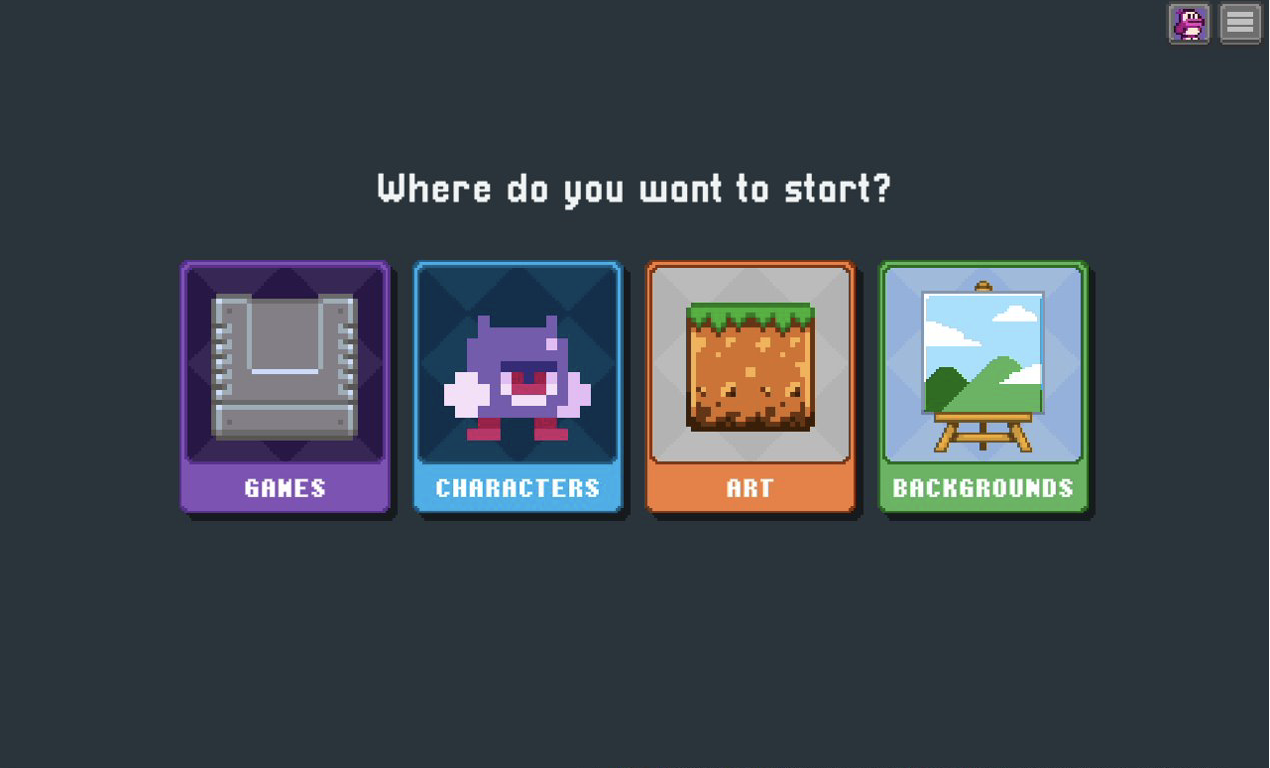 Where do you want to start?
GAMES
CHARACTERS
ART
BACKGROUNDS